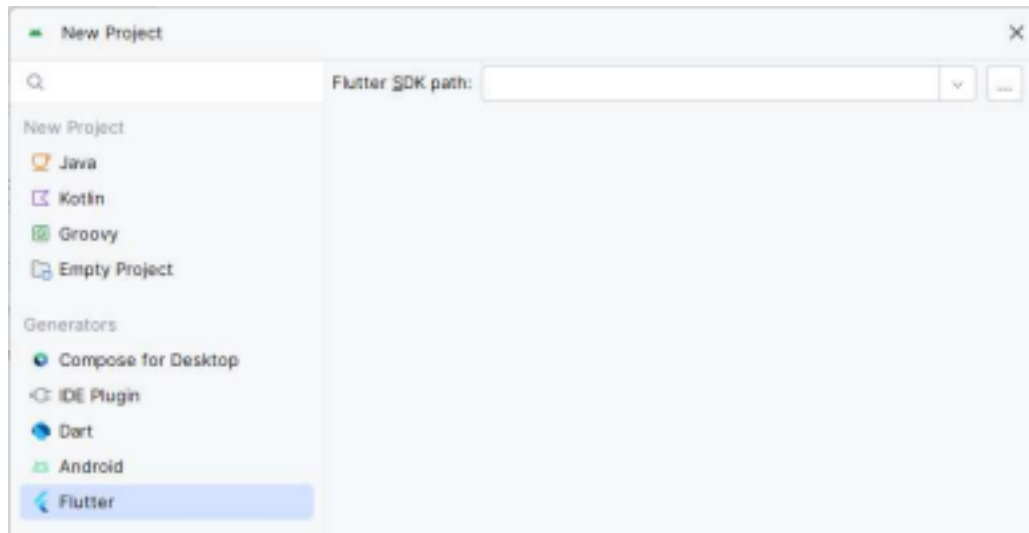 New Project
Flutter SDK path:
...
New Project
Java
Kotlin
Groovy
Empty Project
Generators
Compose for Desktop
IDE Plugin
Dart
Android
Flutter